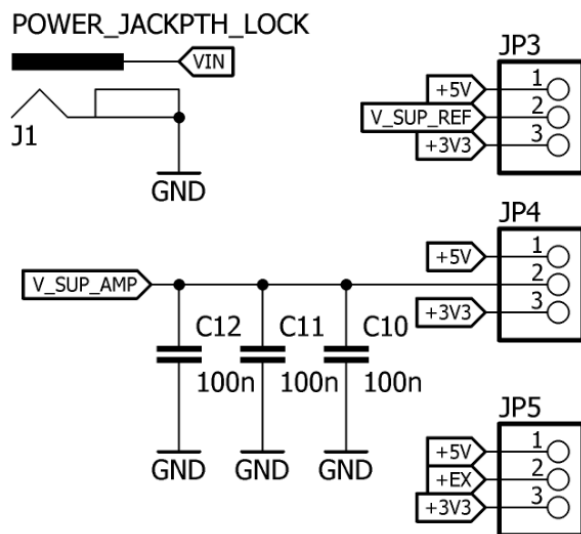 POWER_JACKPTH_LOCK
VIN
J1
GND
JP3
+5V 1
V_SUP_REF 2
+3V3 3
JP4
+5V 1
V_SUP_AMP 2
+3V3 3
C12 C11 C10
100n 100n 100n
GND GND GND
JP5
+5V 1
+EX 2
+3V3 3